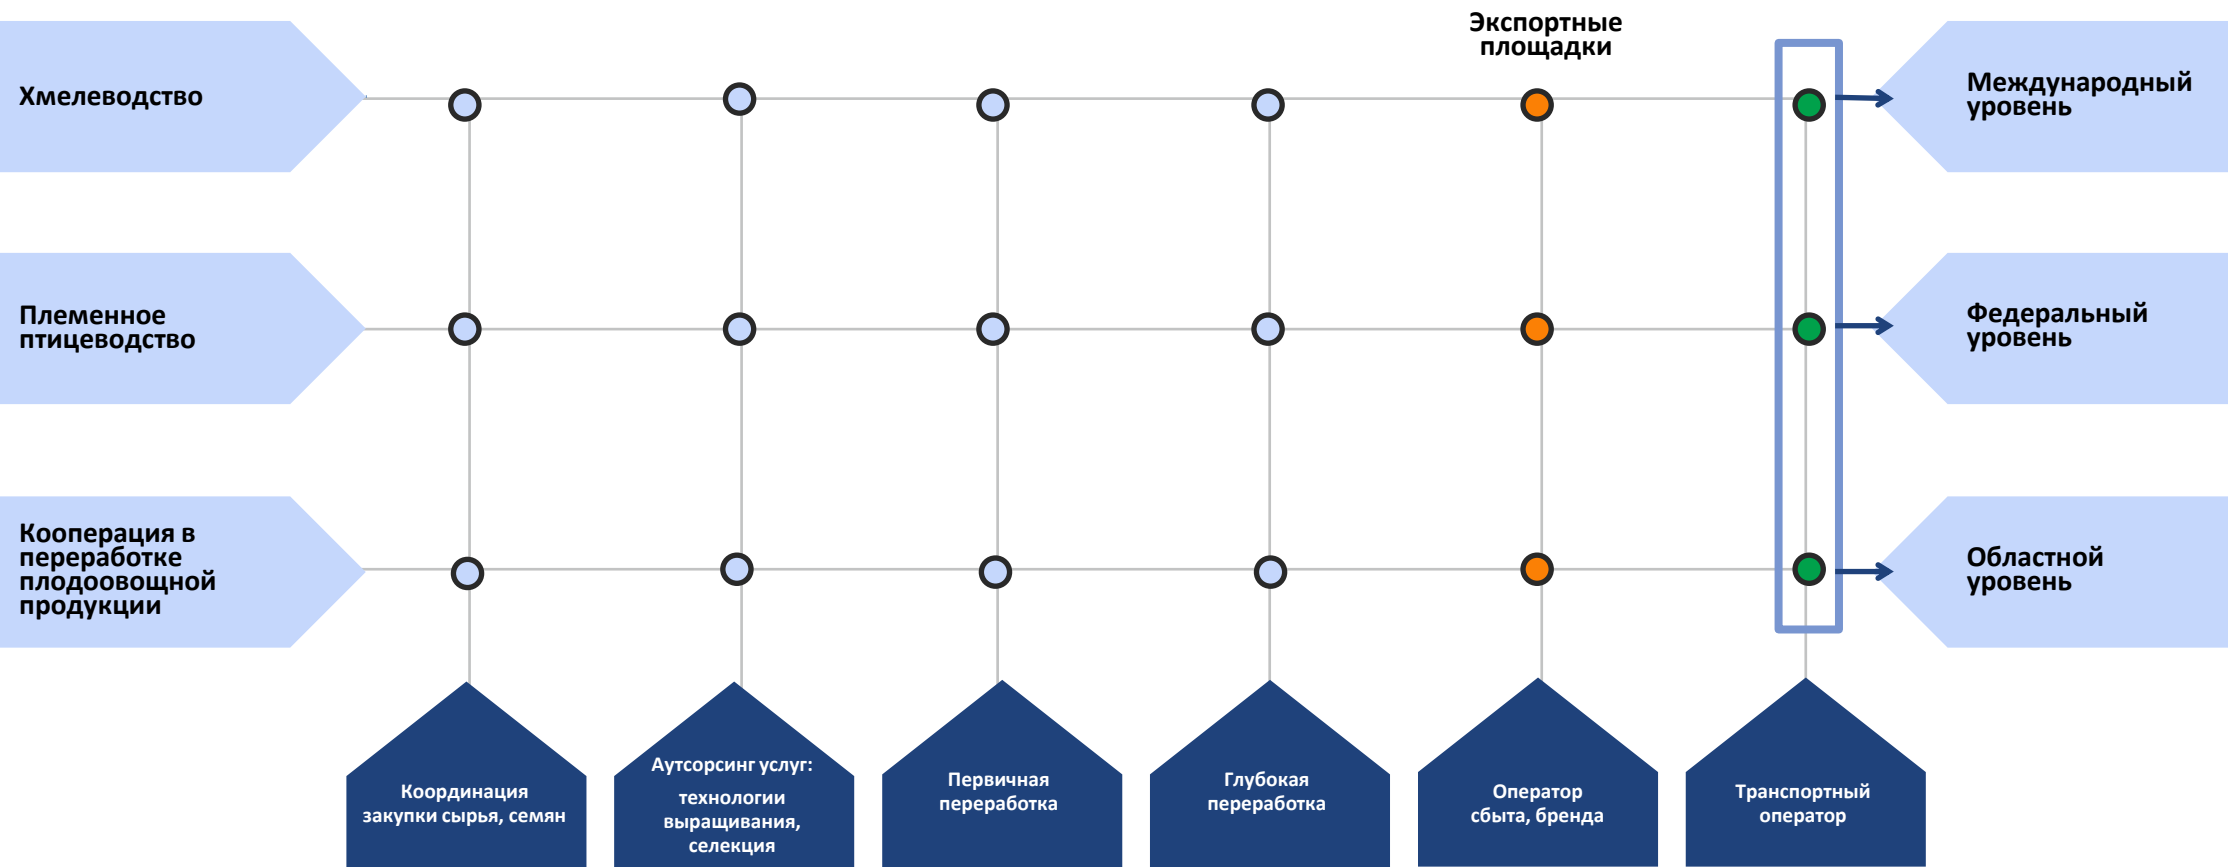 Экспортные
площадки
Хмелеводство
Международный
уровень
Племенное
птицеводство
Федеральный
уровень
Кооперация в
переработке
плодоовощной
продукции
Областной
уровень
Координация
закупки сырья, семян
Аутсорсинг услуг:
технологии
выращивания,
селекция
Первичная
переработка
Глубокая
переработка
Оператор
сбыта, бренда
Транспортный
оператор